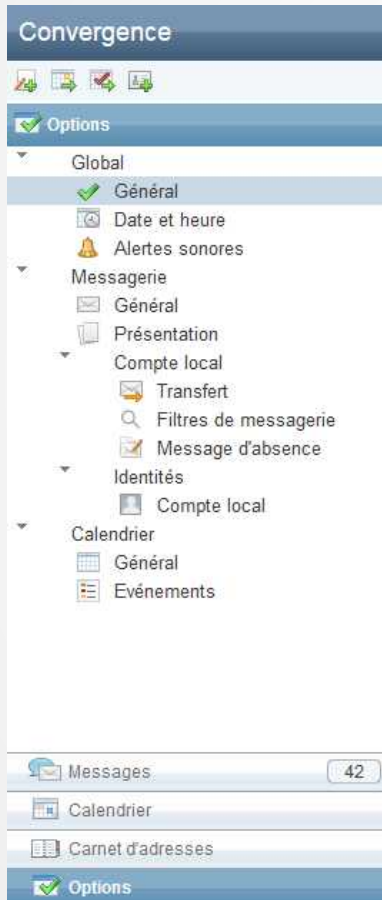 Convergence
Options
Global
Général
Date et heure
Alertes sonores
Messagerie
Général
Présentation
Compte local
Transfert
Filtres de messagerie
Message d'absence
Identités
Compte local
Calendrier
Général
Evénements
Messages 42
Calendrier
Carnet d'adresses
Options